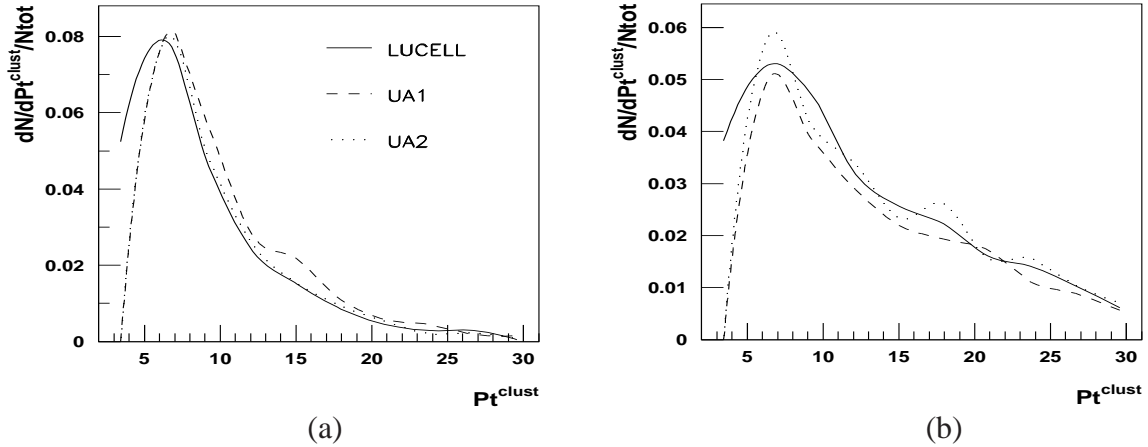 dN/dPt^clust/Ntot
0.08
0.06
0.04
0.02
0
LUCELL
UA1
UA2
5 10 15 20 25 30
Pt^clust
(a)
dN/dPt^clust/Ntot
0.06
0.05
0.04
0.03
0.02
0.01
0
5 10 15 20 25 30
Pt^clust
(b)